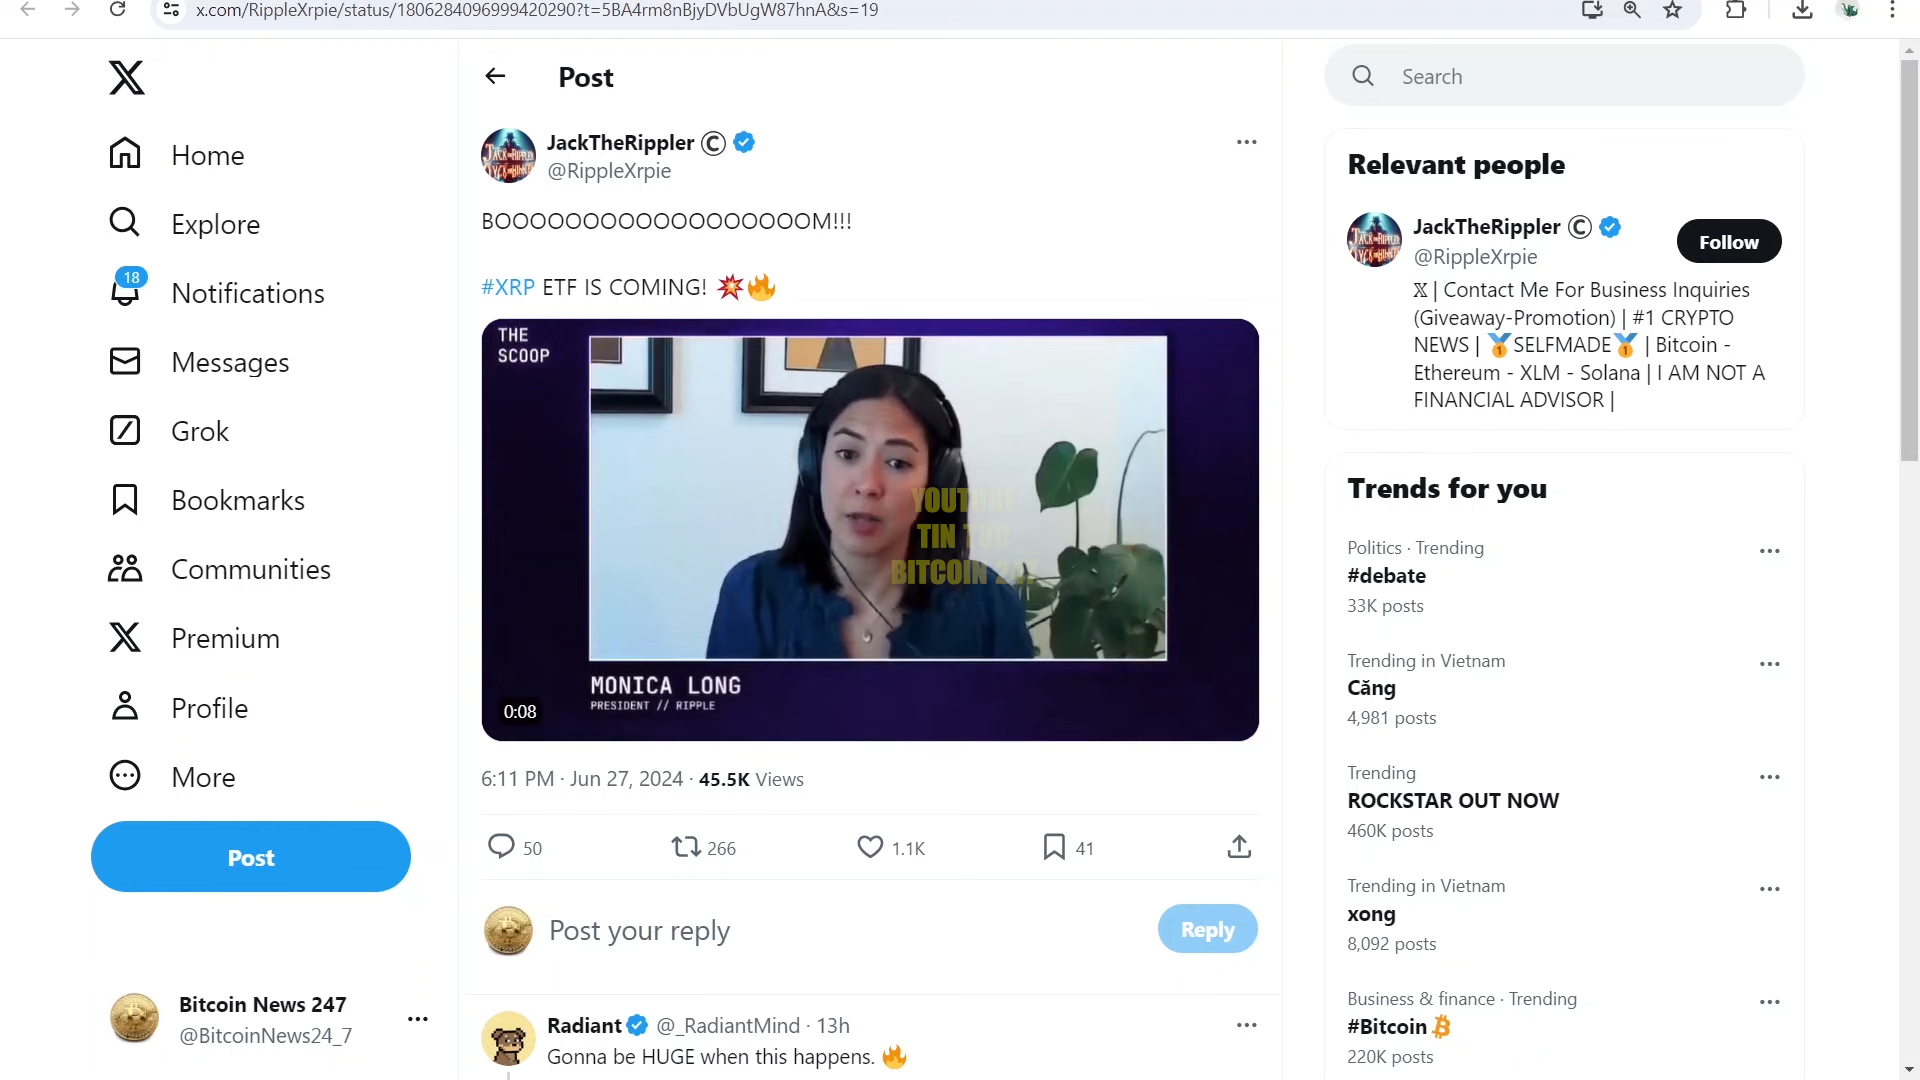 x.com/RippleXrpie/status/1806284096999420290?t=5BA4rm8nBjyDVbUgW87hnA&s=19
Home
Explore
18
Notifications
Messages
Grok
Bookmarks
Communities
Premium
Profile
More
Post
Bitcoin News 247
@BitcoinNews24_7
Post
JackTheRippler ©
@RippleXrpie
BOOOOOOOOOOOOOOOOOOM!!!
#XRP ETF IS COMING! 💥🔥
THE
SCOOP
YOUTUBE
TIN TUC
BITCOIN 24
MONICA LONG
PRESIDENT // RIPPLE
0:08
6:11 PM · Jun 27, 2024 · 45.5K Views
50
266
1.1K
41
Post your reply
Reply
Radiant @_RadiantMind · 13h
Gonna be HUGE when this happens. 🔥
Search
Relevant people
JackTheRippler ©
Follow
@RippleXrpie
𝕏 | Contact Me For Business Inquiries
(Giveaway-Promotion) | #1 CRYPTO
NEWS | 🏅SELFMADE🏅 | Bitcoin -
Ethereum - XLM - Solana | I AM NOT A
FINANCIAL ADVISOR |
Trends for you
Politics · Trending
#debate
33K posts
Trending in Vietnam
Căng
4,981 posts
Trending
ROCKSTAR OUT NOW
460K posts
Trending in Vietnam
xong
8,092 posts
Business & finance · Trending
#Bitcoin
220K posts